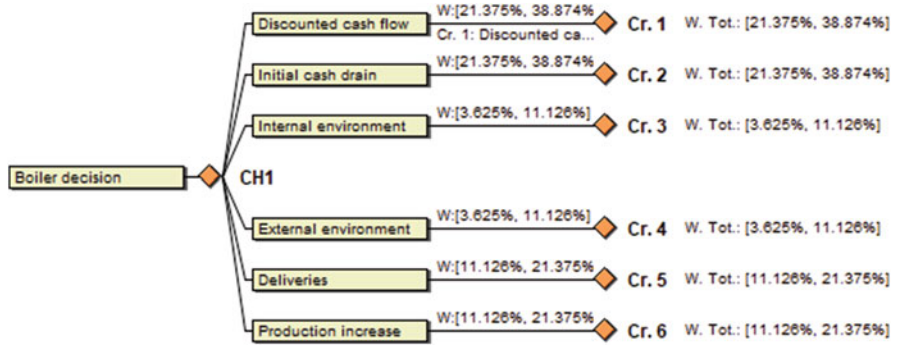 Discounted cash flow W:[21.375%, 38.874% Cr. 1 W. Tot.: [21.375%, 38.874%]
Cr. 1: Discounted ca...
Initial cash drain W:[21.375%, 38.874% Cr. 2 W. Tot.: [21.375%, 38.874%]
Internal environment W:[3.625%, 11.126%] Cr. 3 W. Tot.: [3.625%, 11.126%]
Boiler decision CH1
External environment W:[3.625%, 11.126%] Cr. 4 W. Tot.: [3.625%, 11.126%]
Deliveries W:[11.126%, 21.375% Cr. 5 W. Tot.: [11.126%, 21.375%]
Production increase W:[11.126%, 21.375% Cr. 6 W. Tot.: [11.126%, 21.375%]